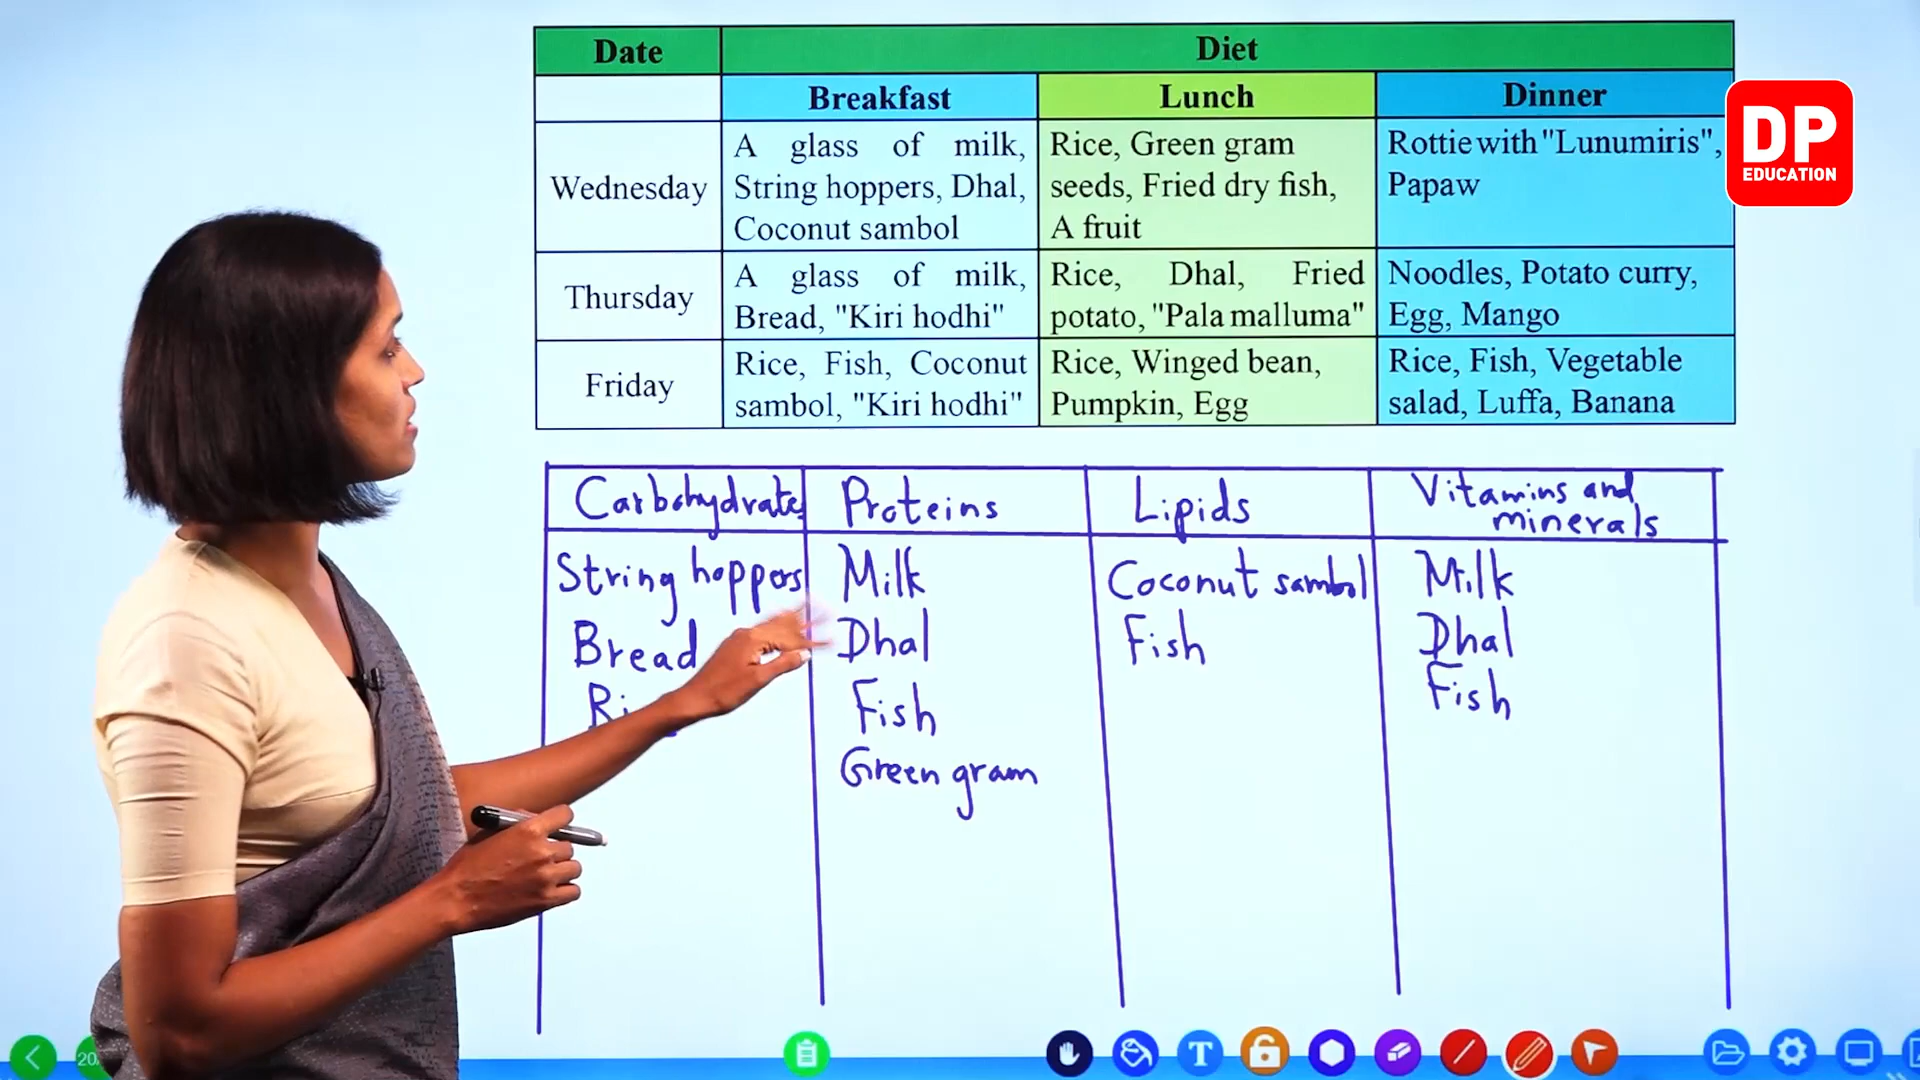 Date Diet
Breakfast Lunch Dinner
Wednesday
A glass of milk,
String hoppers, Dhal,
Coconut sambol
Rice, Green gram
seeds, Fried dry fish,
A fruit
Rottie with "Lunumiris",
Papaw
Thursday
A glass of milk,
Bread, "Kiri hodhi"
Rice, Dhal, Fried
potato, "Pala malluma"
Noodles, Potato curry,
Egg, Mango
Friday
Rice, Fish, Coconut
sambol, "Kiri hodhi"
Rice, Winged bean,
Pumpkin, Egg
Rice, Fish, Vegetable
salad, Luffa, Banana
DP
EDUCATION
Carbohydrates
Proteins
Lipids
Vitamins and
minerals
String hoppers
Bread
Milk
Dhal
Fish
Green gram
Coconut sambol
Fish
Milk
Dhal
Fish
20
T